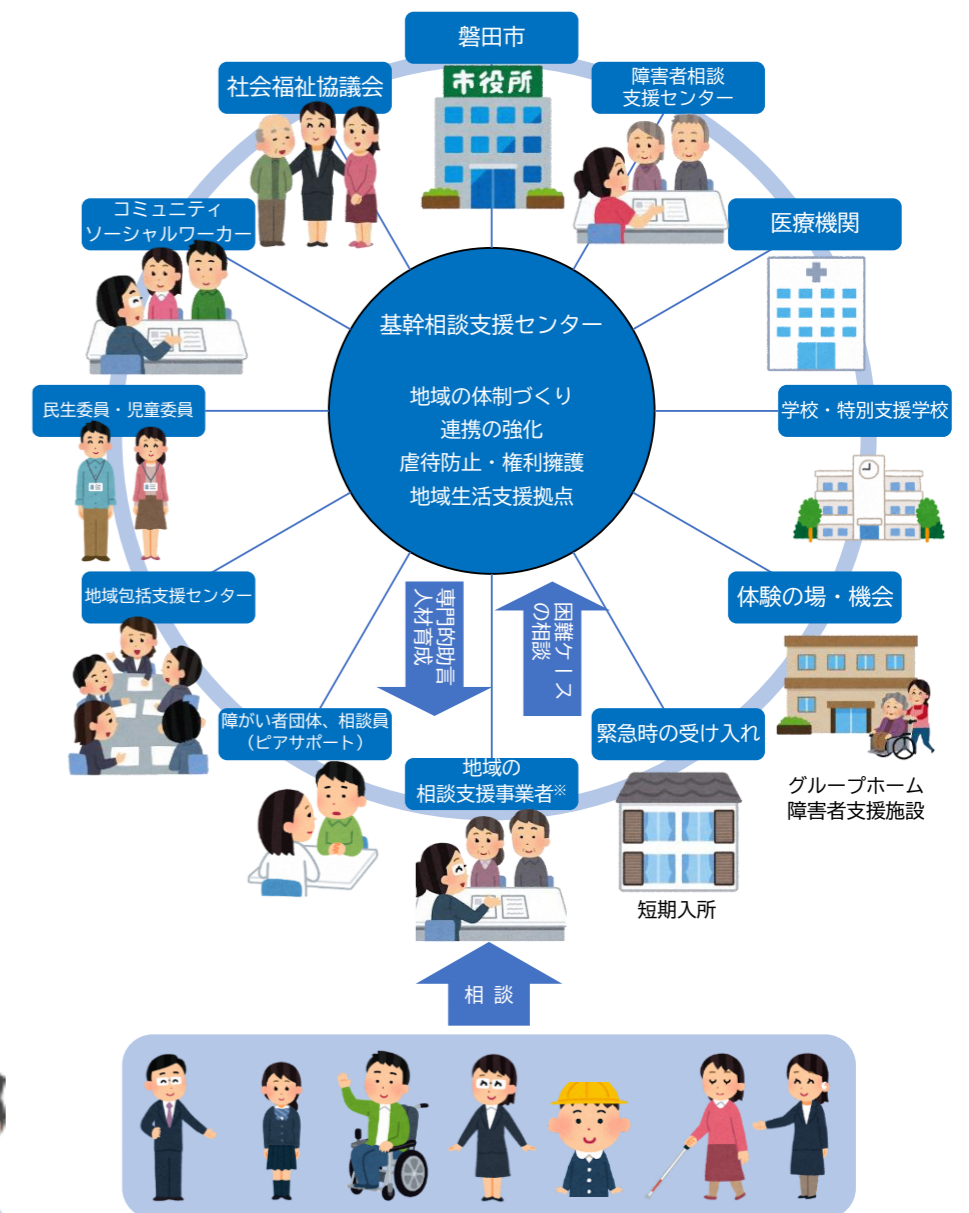 磐田市
市役所
社会福祉協議会
障害者相談
支援センター
コミュニティ
ソーシャルワーカー
医療機関
基幹相談支援センター
地域の体制づくり
連携の強化
虐待防止・権利擁護
地域生活支援拠点
民生委員・児童委員
学校・特別支援学校
地域包括支援センター
体験の場・機会
グループホーム
障害者支援施設
専門的助言
人材育成
困難ケース
の相談
障がい者団体、相談員
（ピアサポート）
緊急時の受け入れ
短期入所
地域の
相談支援事業者※
相 談